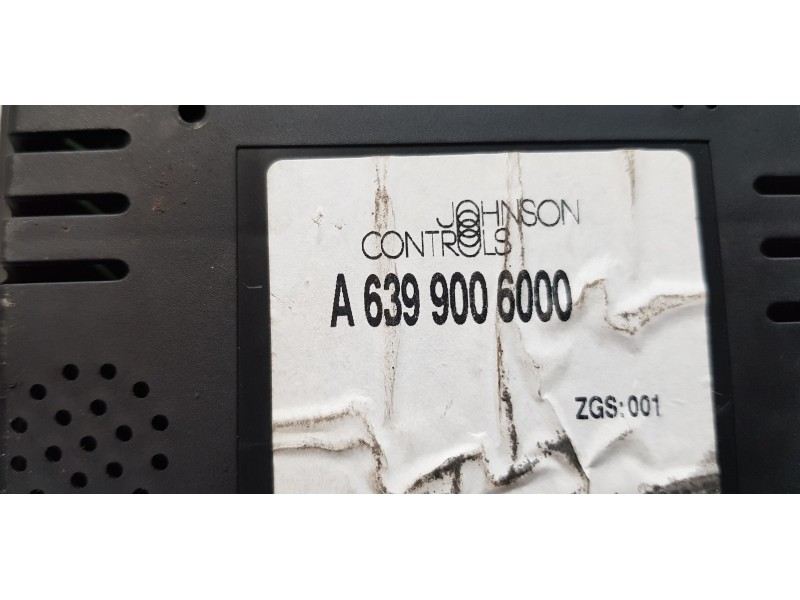 JOHNSON
CONTROLS
A 639 900 6000
ZGS:001